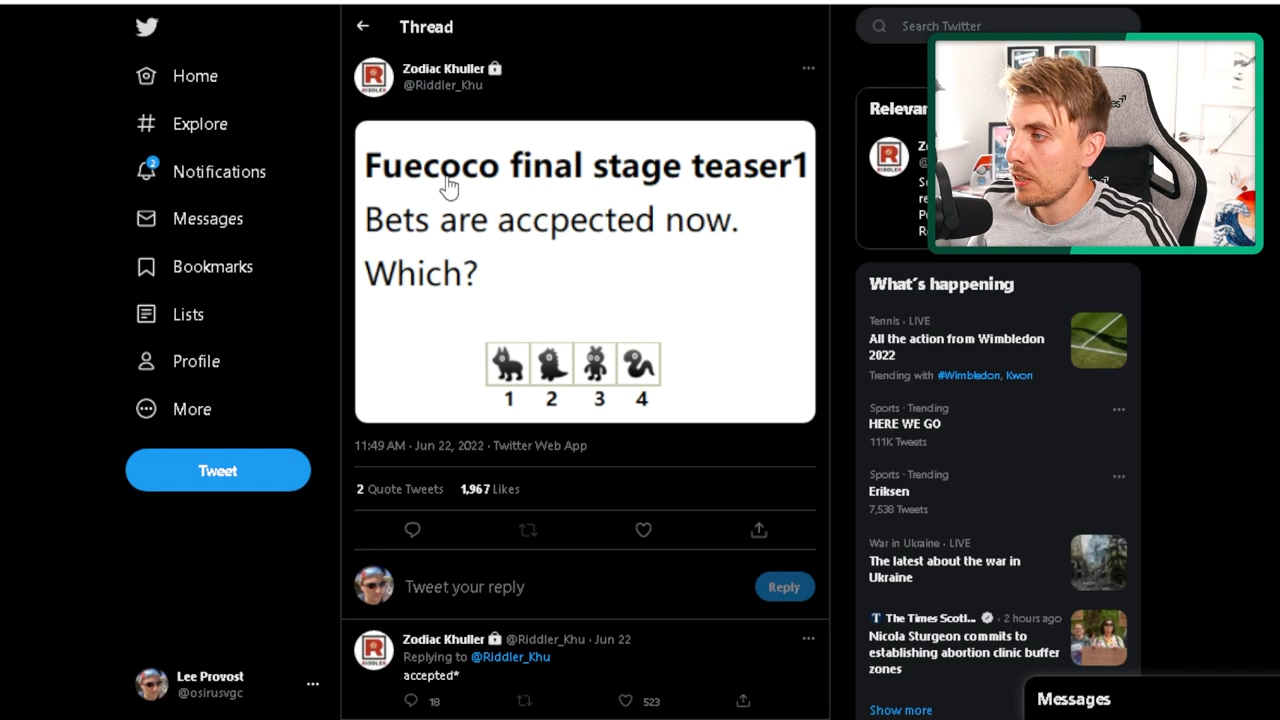 Home
Explore
2
Notifications
Messages
Bookmarks
Lists
Profile
More
Tweet
Lee Provost
@osirusvgc
Thread
Zodiac Khuller
@Riddler_Khu
Fuecoco final stage teaser1
Bets are accpected now.
Which?
1 2 3 4
11:49 AM · Jun 22, 2022 · Twitter Web App
2 Quote Tweets 1,967 Likes
Tweet your reply
Reply
Zodiac Khuller @Riddler_Khu · Jun 22
Replying to @Riddler_Khu
accepted*
18 523
Search Twitter
What's happening
Tennis · LIVE
All the action from Wimbledon
2022
Trending with #Wimbledon, Kwon
Sports · Trending
HERE WE GO
111K Tweets
Sports · Trending
Eriksen
7,538 Tweets
War in Ukraine · LIVE
The latest about the war in
Ukraine
The Times Scotl... · 2 hours ago
Nicola Sturgeon commits to
establishing abortion clinic buffer
zones
Show more
Messages